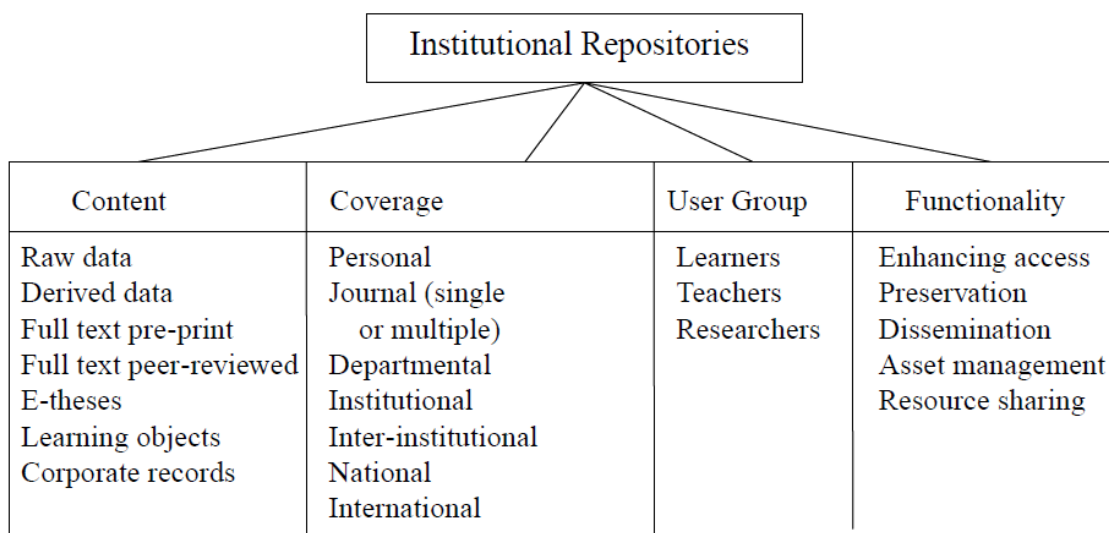 Institutional Repositories
Content
Raw data
Derived data
Full text pre-print
Full text peer-reviewed
E-theses
Learning objects
Corporate records
Coverage
Personal
Journal (single
or multiple)
Departmental
Institutional
Inter-institutional
National
International
User Group
Learners
Teachers
Researchers
Functionality
Enhancing access
Preservation
Dissemination
Asset management
Resource sharing